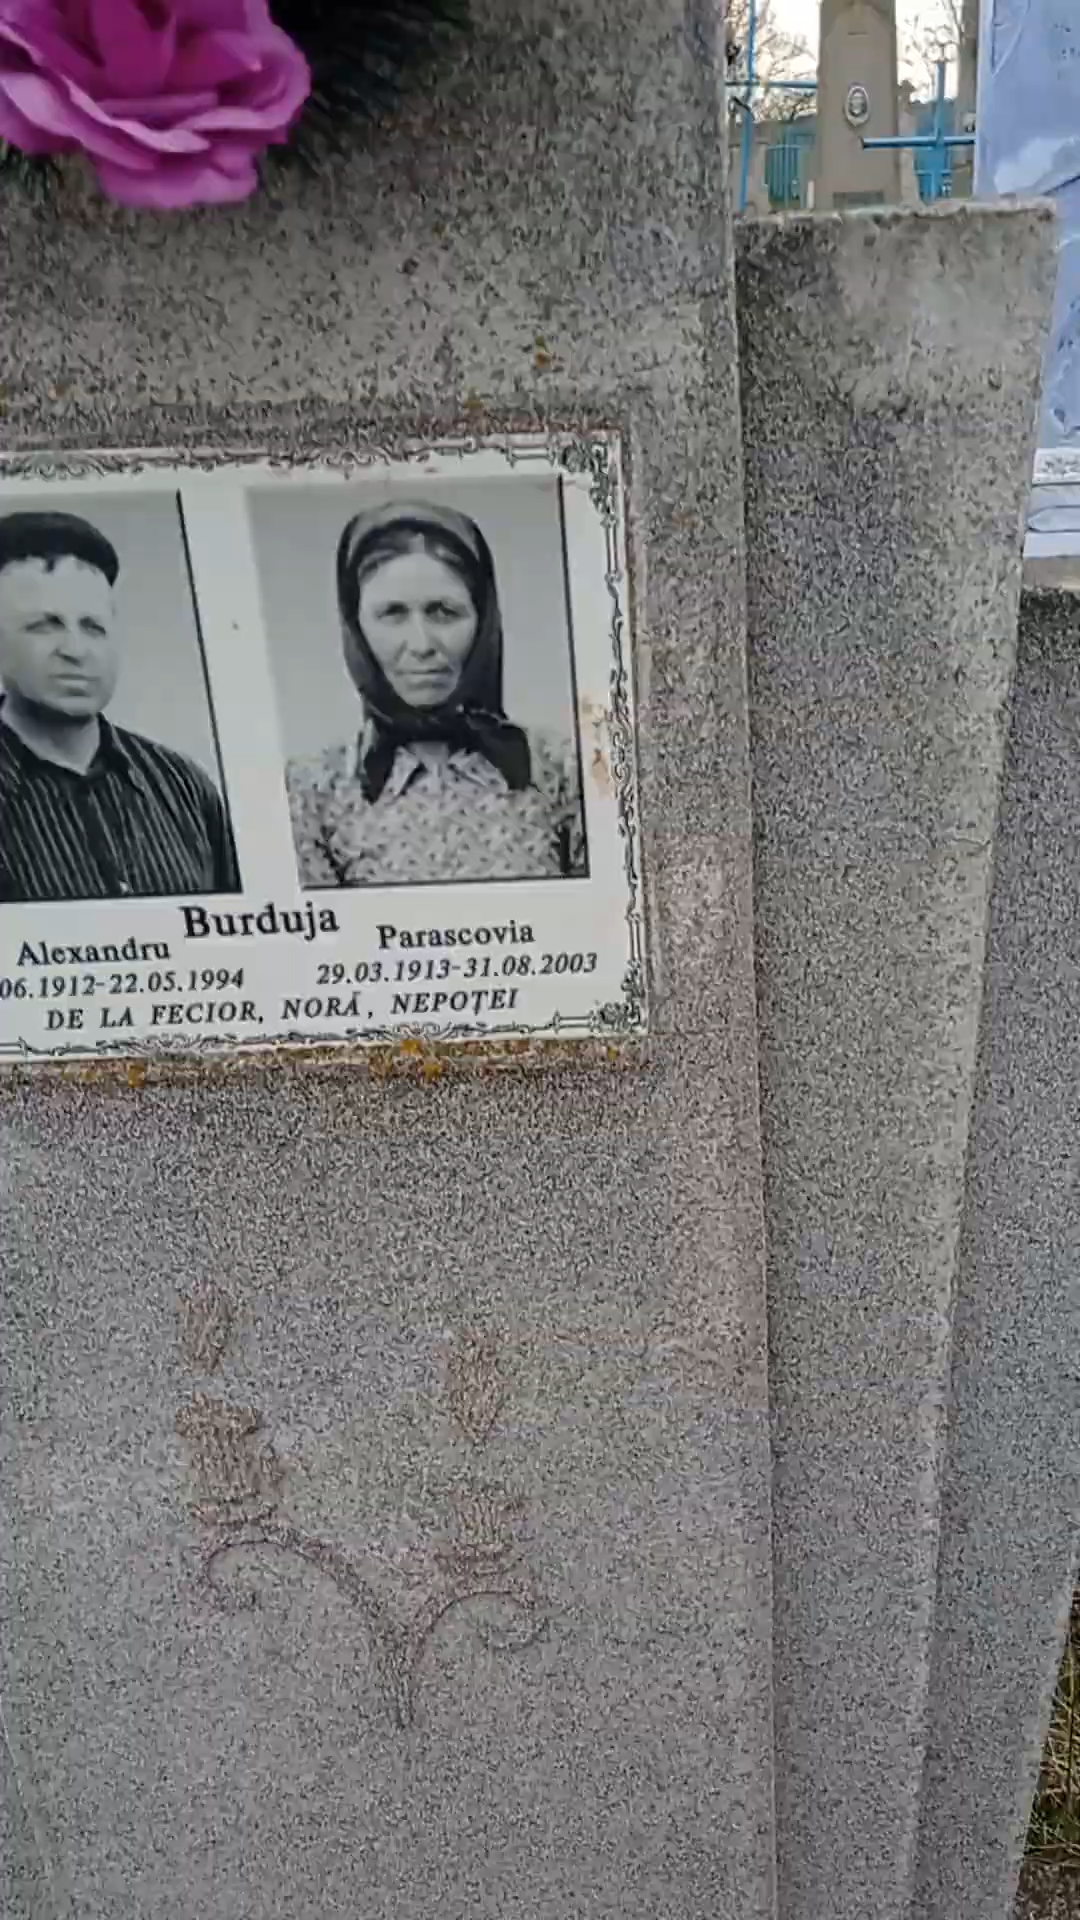 Burduja
Alexandru Parascovia
06.1912-22.05.1994 29.03.1913-31.08.2003
DE LA FECIOR, NORĂ, NEPOȚEI